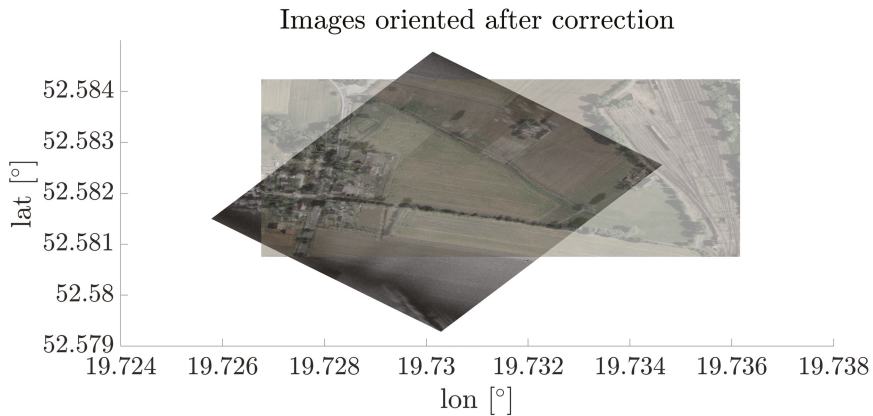 Images oriented after correction
52.584
52.583
52.582
52.581
52.58
52.579
lat [°]
19.724 19.726 19.728 19.73 19.732 19.734 19.736 19.738
lon [°]